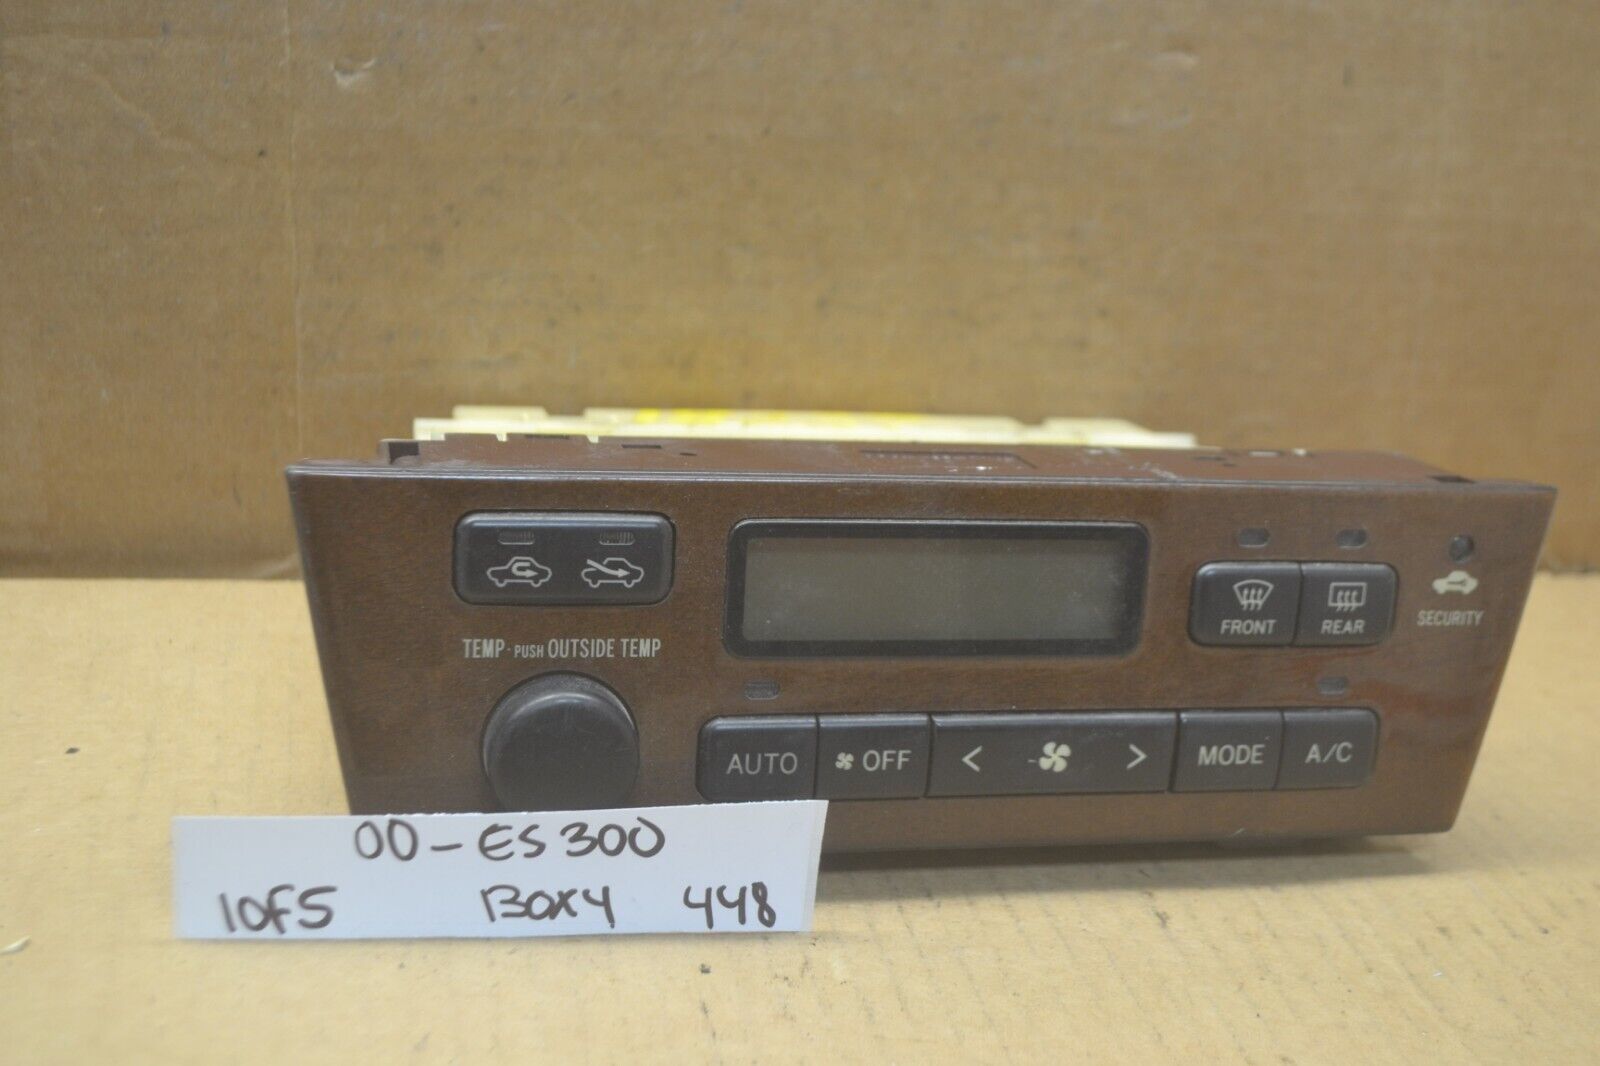 TEMP - PUSH OUTSIDE TEMP
FRONT
REAR
SECURITY
AUTO
OFF
< >
MODE
A/C
00-ES300
1OF5 BOX4 448